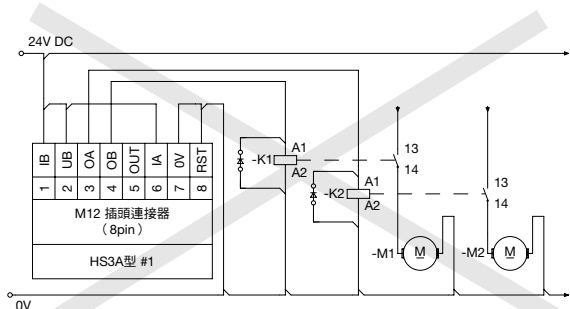 24V DC
IB UB OA OB OUT IA 0V RST
1 2 3 4 5 6 7 8
M12 插頭連接器
（8pin）
HS3A型 #1
-K1 A1
A2
-K2 A1
A2
13
14
13
14
-M1 M
-M2 M
0V